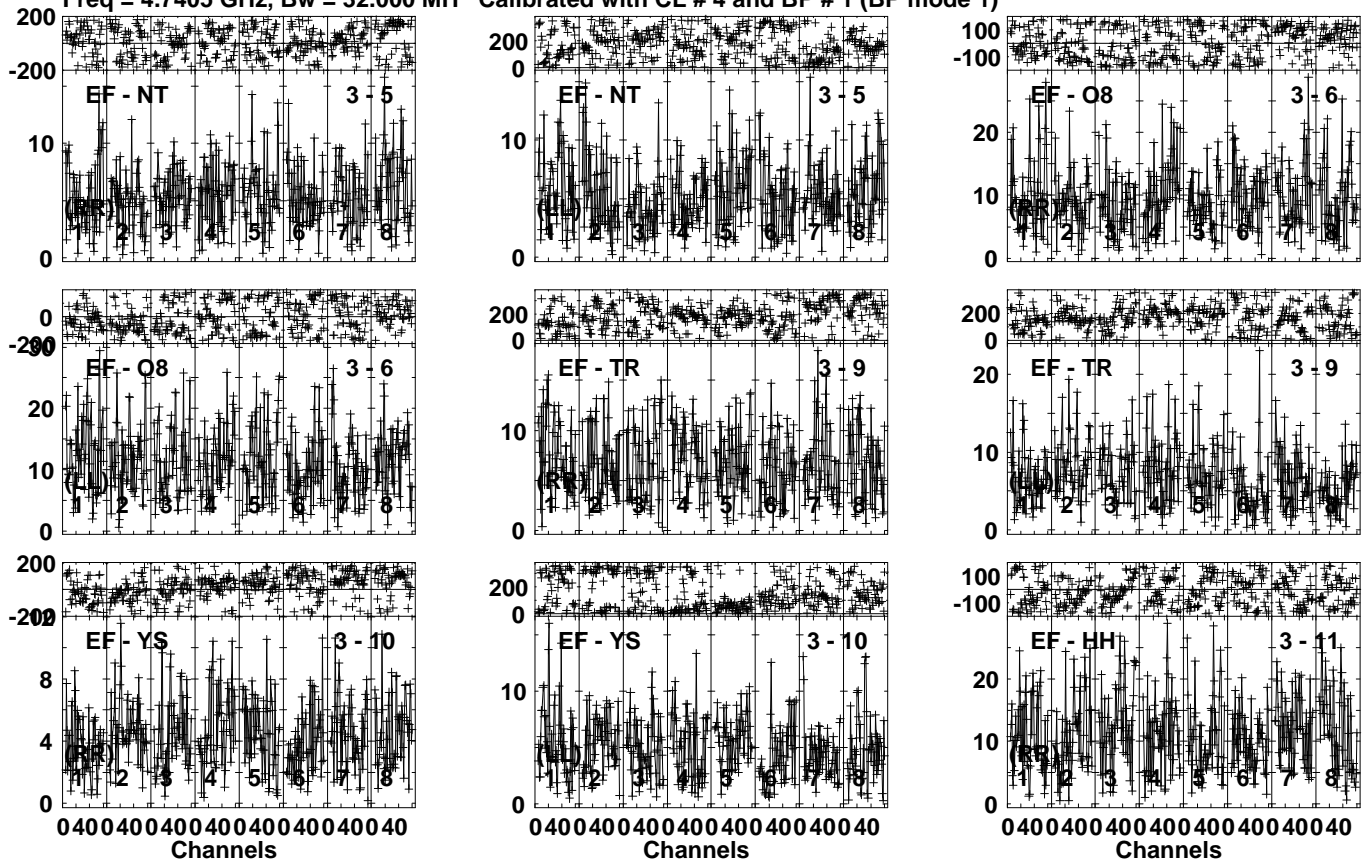 Freq = 4.7405 GHz, Bw = 32.000 MH Calibrated with CL # 4 and BP # 1 (BP mode 1)
200
-200
EF - NT 3 - 5
10
0
(RR)
1 2 3 4 5 6 7 8
200
0
EF - NT 3 - 5
10
0
(LL)
1 2 3 4 5 6 7 8
100
-100
EF - O8 3 - 6
20
10
0
(RR)
1 2 3 4 5 6 7 8
0
-200
30
EF - O8 3 - 6
20
10
0
(LL)
1 2 3 4 5 6 7 8
200
0
EF - TR 3 - 9
10
0
(RR)
1 2 3 4 5 6 7 8
200
0
EF - TR 3 - 9
20
10
0
(LL)
1 2 3 4 5 6 7 8
200
-200
12
EF - YS 3 - 10
8
4
0
(RR)
1 2 3 4 5 6 7 8
0 40 0 40 0 40 0 40 0 40 0 40 0 40 0 40
Channels
200
0
EF - YS 3 - 10
10
0
(LL)
1 2 3 4 5 6 7 8
0 40 0 40 0 40 0 40 0 40 0 40 0 40 0 40
Channels
100
-100
EF - HH 3 - 11
20
10
0
(RR)
1 2 3 4 5 6 7 8
0 40 0 40 0 40 0 40 0 40 0 40 0 40 0 40
Channels